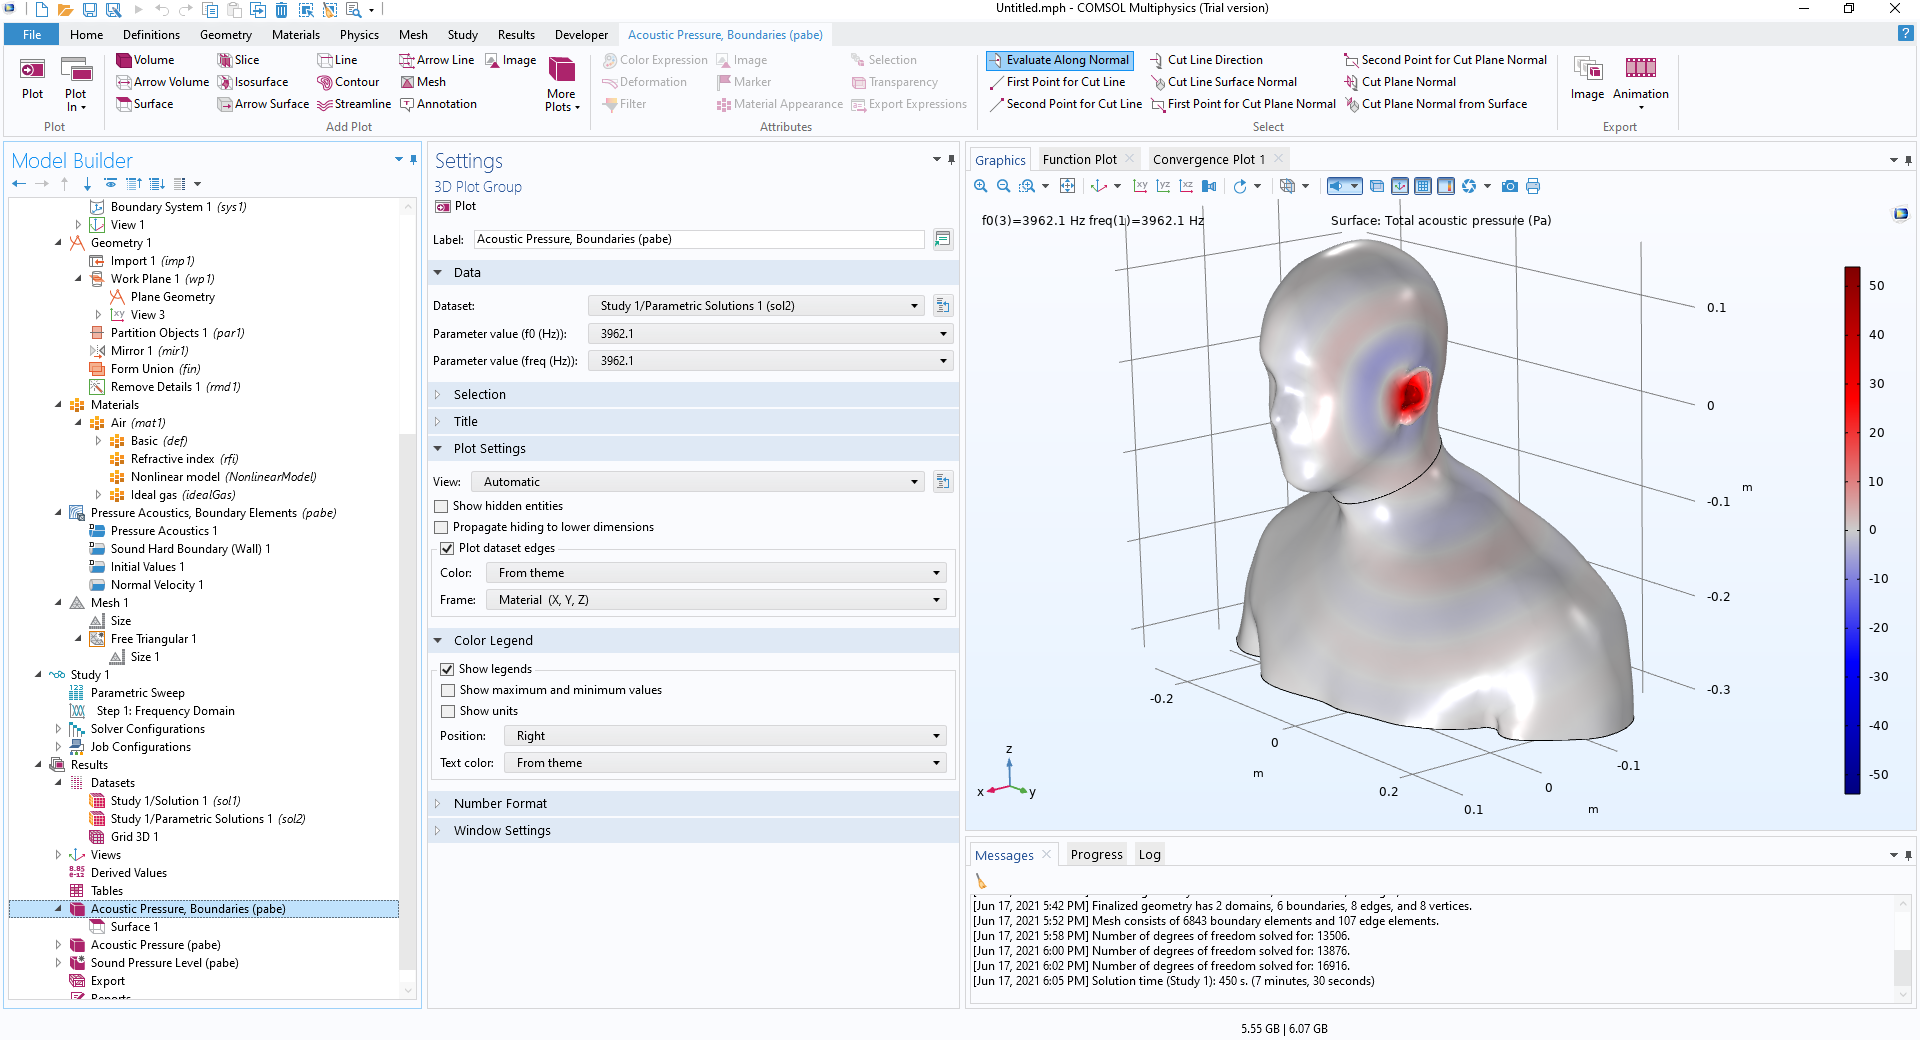 Untitled.mph - COMSOL Multiphysics (Trial version)
File Home Definitions Geometry Materials Physics Mesh Study Results Developer Acoustic Pressure, Boundaries (pabe) ?
Volume Slice Line Arrow Line Image Color Expression Image Selection Evaluate Along Normal Cut Line Direction Second Point for Cut Plane Normal
Arrow Volume Isosurface Contour Mesh Deformation Marker Transparency First Point for Cut Line Cut Line Surface Normal Cut Plane Normal
Plot Plot In Surface Arrow Surface Streamline Annotation More Plots Filter Material Appearance Export Expressions Second Point for Cut Line First Point for Cut Plane Normal Cut Plane Normal from Surface Image Animation
Plot Add Plot Attributes Select Export
Model Builder
Boundary System 1 (sys1)
View 1
Geometry 1
Import 1 (imp1)
Work Plane 1 (wp1)
Plane Geometry
xy View 3
Partition Objects 1 (par1)
Mirror 1 (mir1)
Form Union (fin)
Remove Details 1 (rmd1)
Materials
Air (mat1)
Basic (def)
Refractive index (rfi)
Nonlinear model (NonlinearModel)
Ideal gas (idealGas)
Pressure Acoustics, Boundary Elements (pabe)
D Pressure Acoustics 1
D Sound Hard Boundary (Wall) 1
D Initial Values 1
Normal Velocity 1
Mesh 1
Size
Free Triangular 1
Size 1
Study 1
123 Parametric Sweep
Step 1: Frequency Domain
Solver Configurations
Job Configurations
Results
Datasets
Study 1/Solution 1 (sol1)
Study 1/Parametric Solutions 1 (sol2)
Grid 3D 1
Views
8.85 e-12 Derived Values
Tables
Acoustic Pressure, Boundaries (pabe)
Surface 1
Acoustic Pressure (pabe)
Sound Pressure Level (pabe)
Export
Reports
Settings
3D Plot Group
Plot
Label: Acoustic Pressure, Boundaries (pabe)
Data
Dataset: Study 1/Parametric Solutions 1 (sol2)
Parameter value (f0 (Hz)): 3962.1
Parameter value (freq (Hz)): 3962.1
Selection
Title
Plot Settings
View: Automatic
Show hidden entities
Propagate hiding to lower dimensions
Plot dataset edges
Color: From theme
Frame: Material (X, Y, Z)
Color Legend
Show legends
Show maximum and minimum values
Show units
Position: Right
Text color: From theme
Number Format
Window Settings
Graphics Function Plot Convergence Plot 1
xy yz xz
f0(3)=3962.1 Hz freq(1)=3962.1 Hz Surface: Total acoustic pressure (Pa)
0.1
0
-0.1
m
-0.2
-0.3
-0.2
0
m
0.2
0.1
0
-0.1
m
z
x y
50
40
30
20
10
0
-10
-20
-30
-40
-50
Messages Progress Log
[Jun 17, 2021 5:42 PM] Finalized geometry has 2 domains, 6 boundaries, 8 edges, and 8 vertices.
[Jun 17, 2021 5:52 PM] Mesh consists of 6843 boundary elements and 107 edge elements.
[Jun 17, 2021 5:58 PM] Number of degrees of freedom solved for: 13506.
[Jun 17, 2021 6:00 PM] Number of degrees of freedom solved for: 13876.
[Jun 17, 2021 6:02 PM] Number of degrees of freedom solved for: 16916.
[Jun 17, 2021 6:05 PM] Solution time (Study 1): 450 s. (7 minutes, 30 seconds)
5.55 GB | 6.07 GB